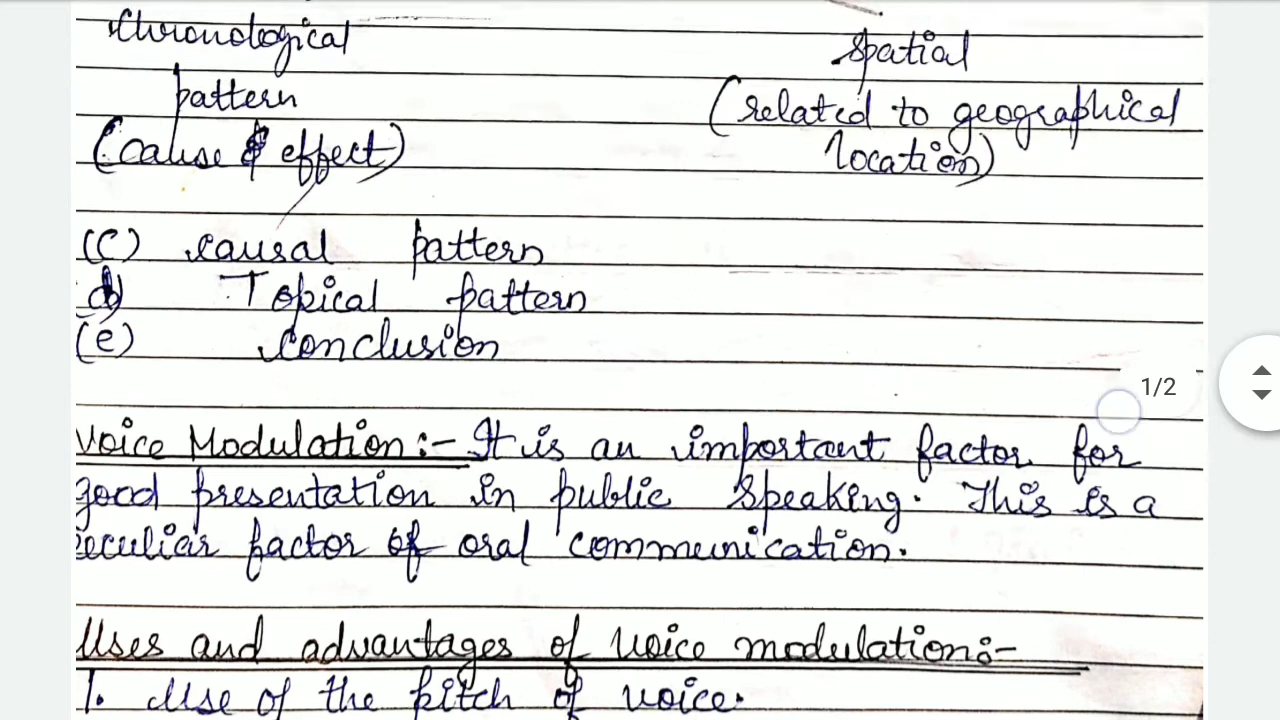 Chronological
pattern
(Cause & effect)
Spatial
(related to geographical
location)
(C) causal pattern
d) Topical pattern
(e) conclusion
1/2
Voice Modulation :- It is an important factor for
good presentation in public speaking. This is a
peculiar factor of oral communication.
Uses and advantages of voice modulation :-
1. Use of the pitch of voice.